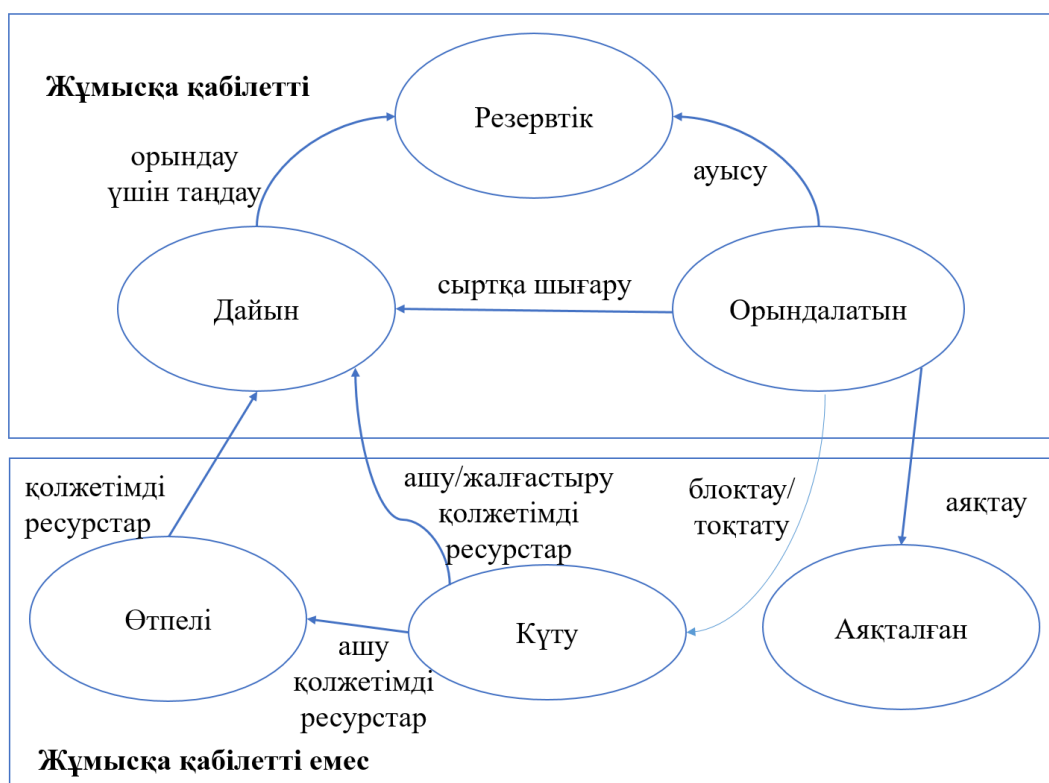 Жұмысқа қабілетті
Резервтік
орындау
үшін таңдау
ауысу
сыртқа шығару
Дайын
Орындалатын
қолжетімді
ресурстар
ашу/жалғастыру
қолжетімді
ресурстар
блоктау/
тоқтату
аяқтау
Өтпелі
Күту
Аяқталған
ашу
қолжетімді
ресурстар
Жұмысқа қабілетті емес